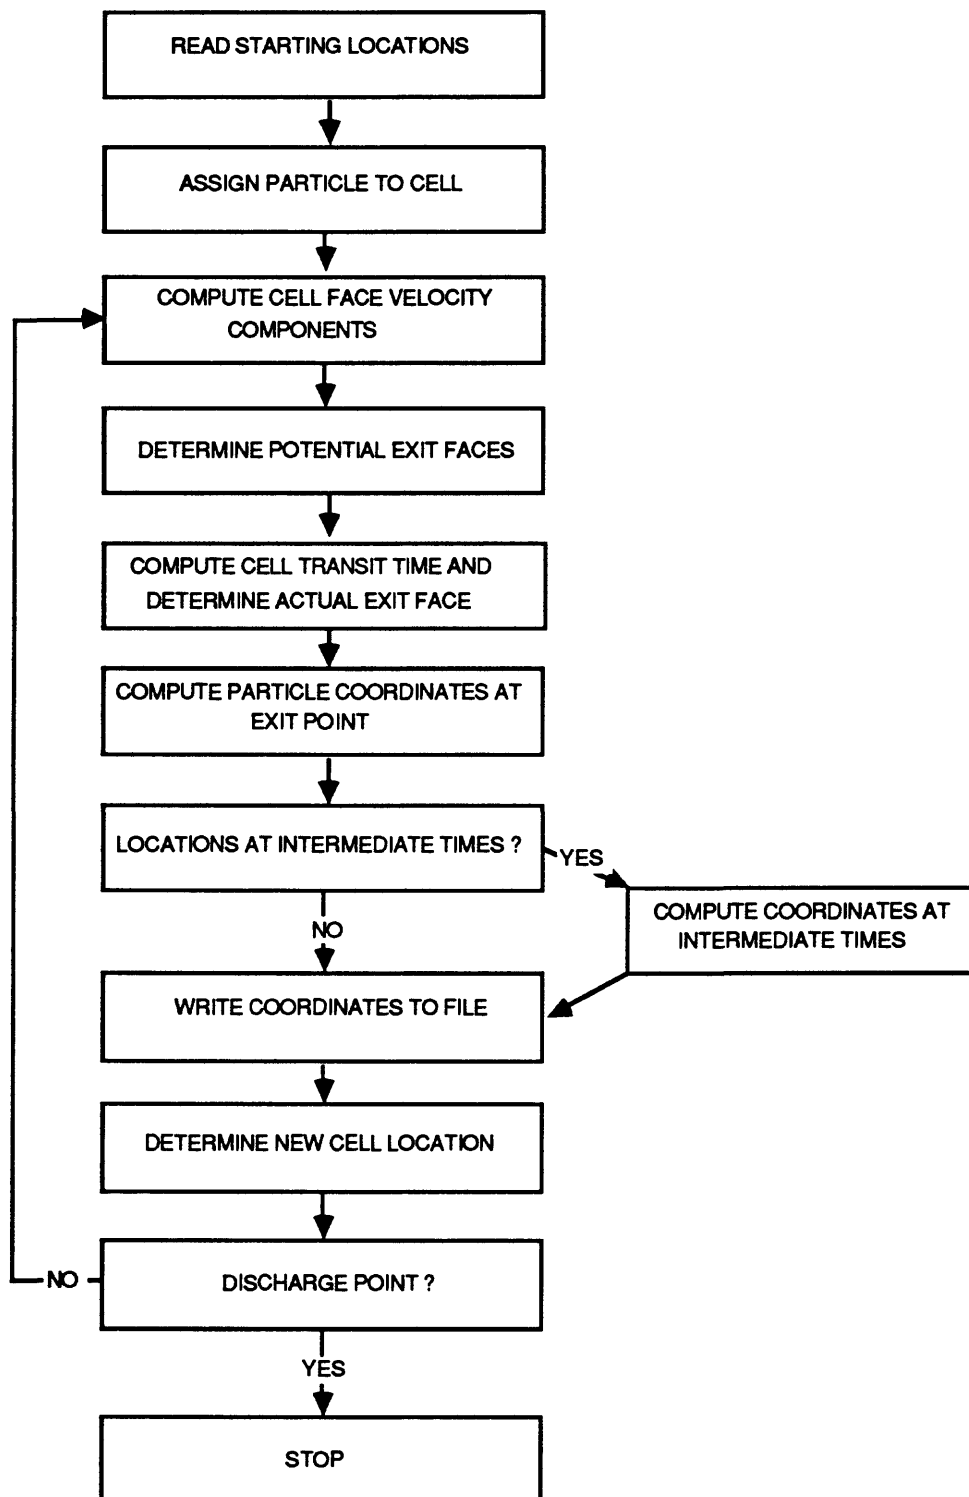 READ STARTING LOCATIONS
ASSIGN PARTICLE TO CELL
COMPUTE CELL FACE VELOCITY
COMPONENTS
DETERMINE POTENTIAL EXIT FACES
COMPUTE CELL TRANSIT TIME AND
DETERMINE ACTUAL EXIT FACE
COMPUTE PARTICLE COORDINATES AT
EXIT POINT
LOCATIONS AT INTERMEDIATE TIMES ?
YES
COMPUTE COORDINATES AT
INTERMEDIATE TIMES
NO
WRITE COORDINATES TO FILE
DETERMINE NEW CELL LOCATION
NO
DISCHARGE POINT ?
YES
STOP